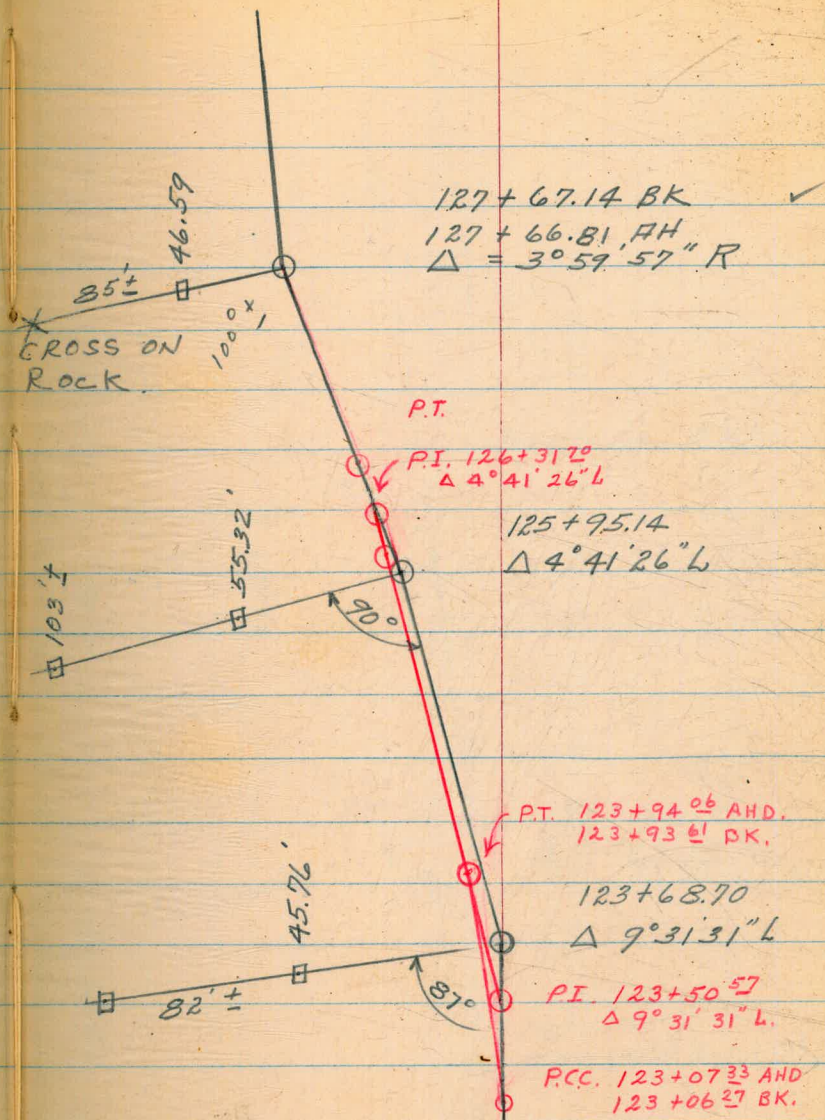 46.59
127 + 67.14 BK
127 + 66.81 AH
Δ = 3° 59' 57" R
85'±
CROSS ON
ROCK.
P.T.
P.I. 126+31 70
Δ 4° 41' 26" L
55.32'
125 + 95.14
Δ 4° 41' 26" L
103'±
90°
P.T. 123+94 06 AHD.
123+93 61 BK.
45.76'
123+68.70
Δ 9° 31' 31" L
82'±
87°
P.I. 123+50 57
Δ 9° 31' 31" L.
P.C.C. 123+07 33 AHD
123+06 27 BK.